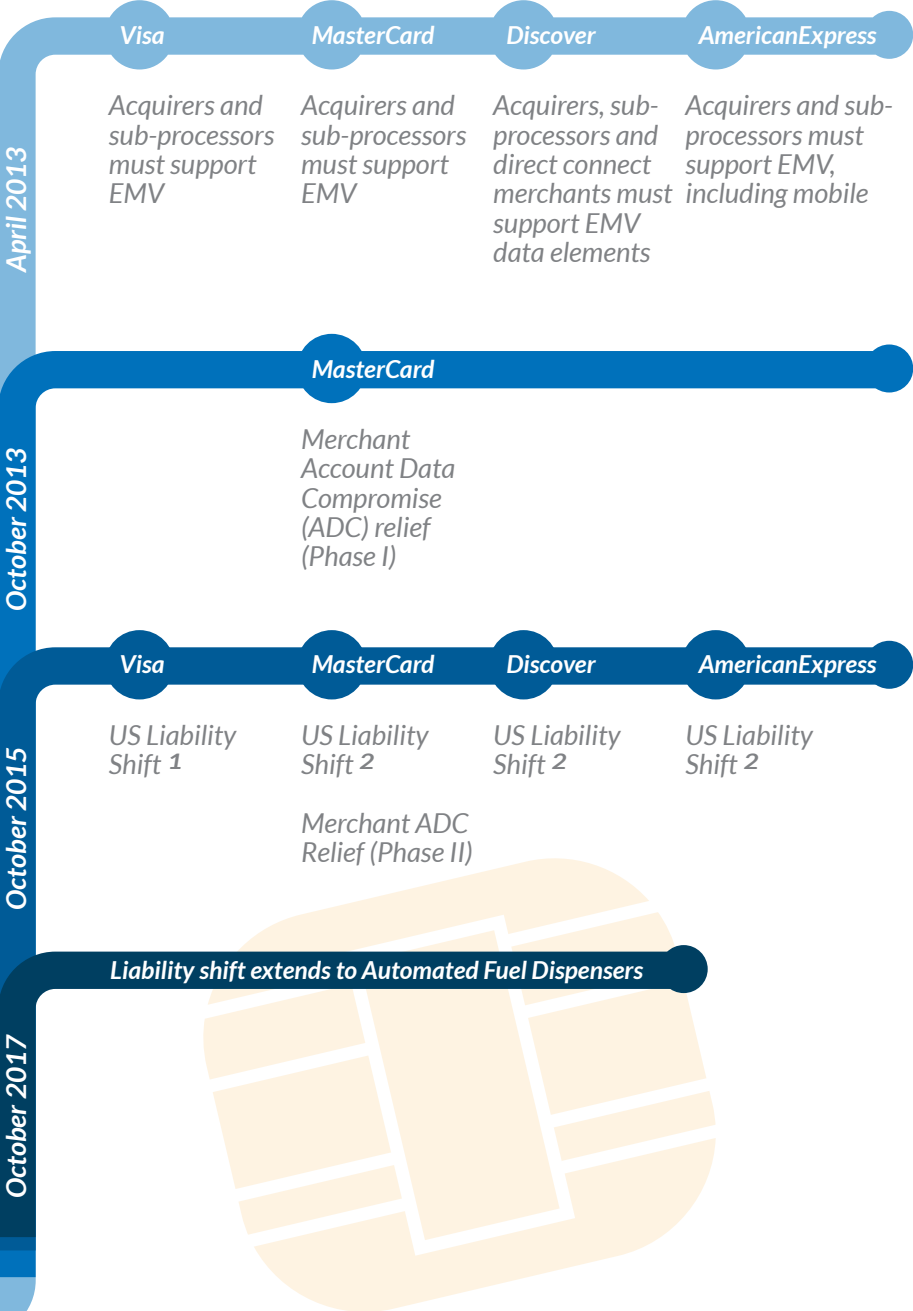 April 2013
Visa
Acquirers and
sub-processors
must support
EMV
MasterCard
Acquirers and
sub-processors
must support
EMV
Discover
Acquirers, sub-
processors and
direct connect
merchants must
support EMV
data elements
AmericanExpress
Acquirers and sub-
processors must
support EMV,
including mobile
October 2013
MasterCard
Merchant
Account Data
Compromise
(ADC) relief
(Phase I)
October 2015
Visa
US Liability
Shift 1
MasterCard
US Liability
Shift 2
Merchant ADC
Relief (Phase II)
Discover
US Liability
Shift 2
AmericanExpress
US Liability
Shift 2
October 2017
Liability shift extends to Automated Fuel Dispensers